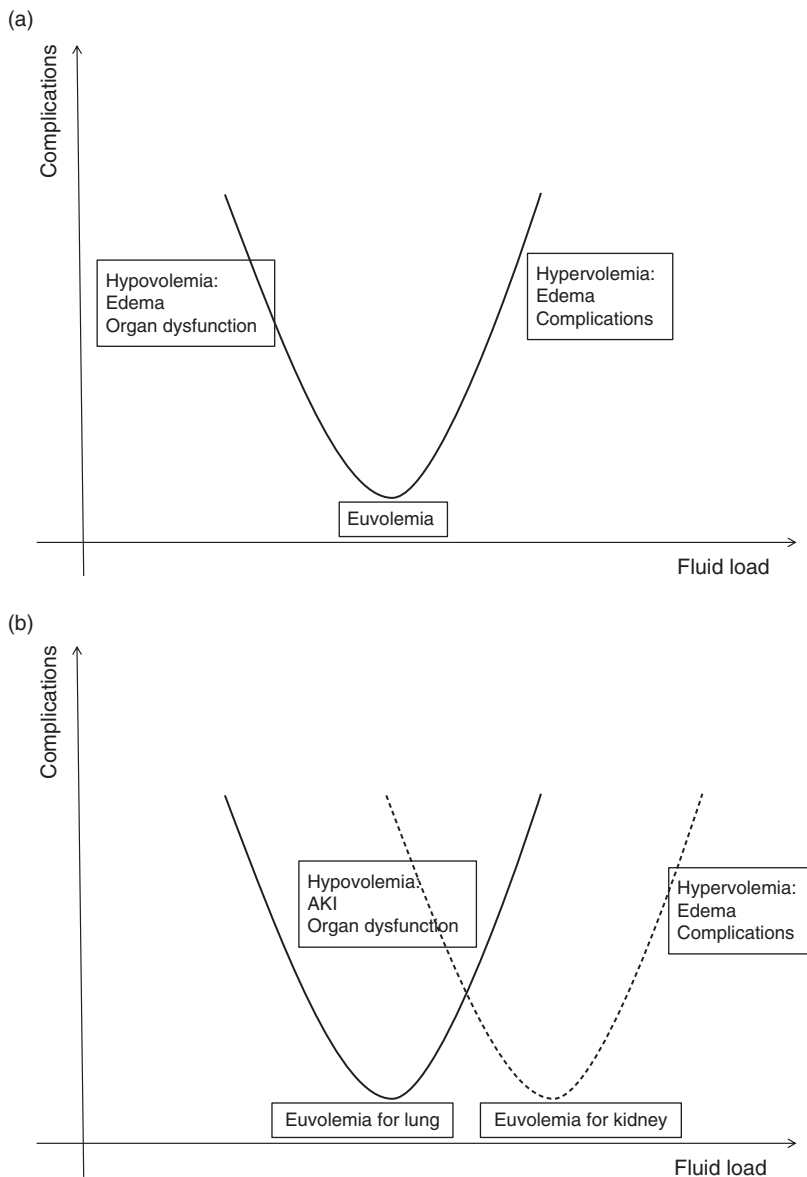 (a)
Complications
Hypovolemia:
Edema
Organ dysfunction
Hypervolemia:
Edema
Complications
Euvolemia
Fluid load
(b)
Complications
Hypovolemia:
AKI
Organ dysfunction
Hypervolemia:
Edema
Complications
Euvolemia for lung
Euvolemia for kidney
Fluid load